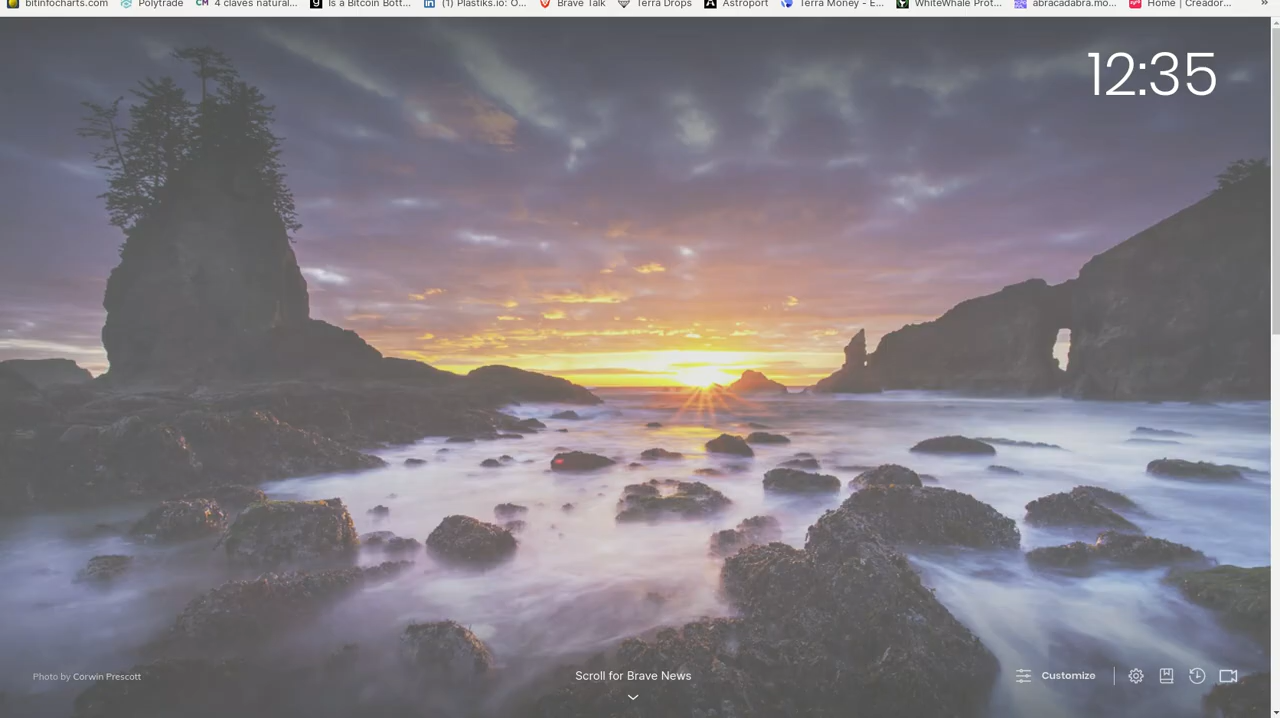 bitinfocharts.com Polytrade 4 claves natural... Is a Bitcoin Bott... (1) Plastiks.io: O... Brave Talk Terra Drops Astroport Terra Money - E... WhiteWhale Prot... abracadabra.mo... Home | Creador... »
12:35
Scroll for Brave News
Photo by Corwin Prescott
Customize